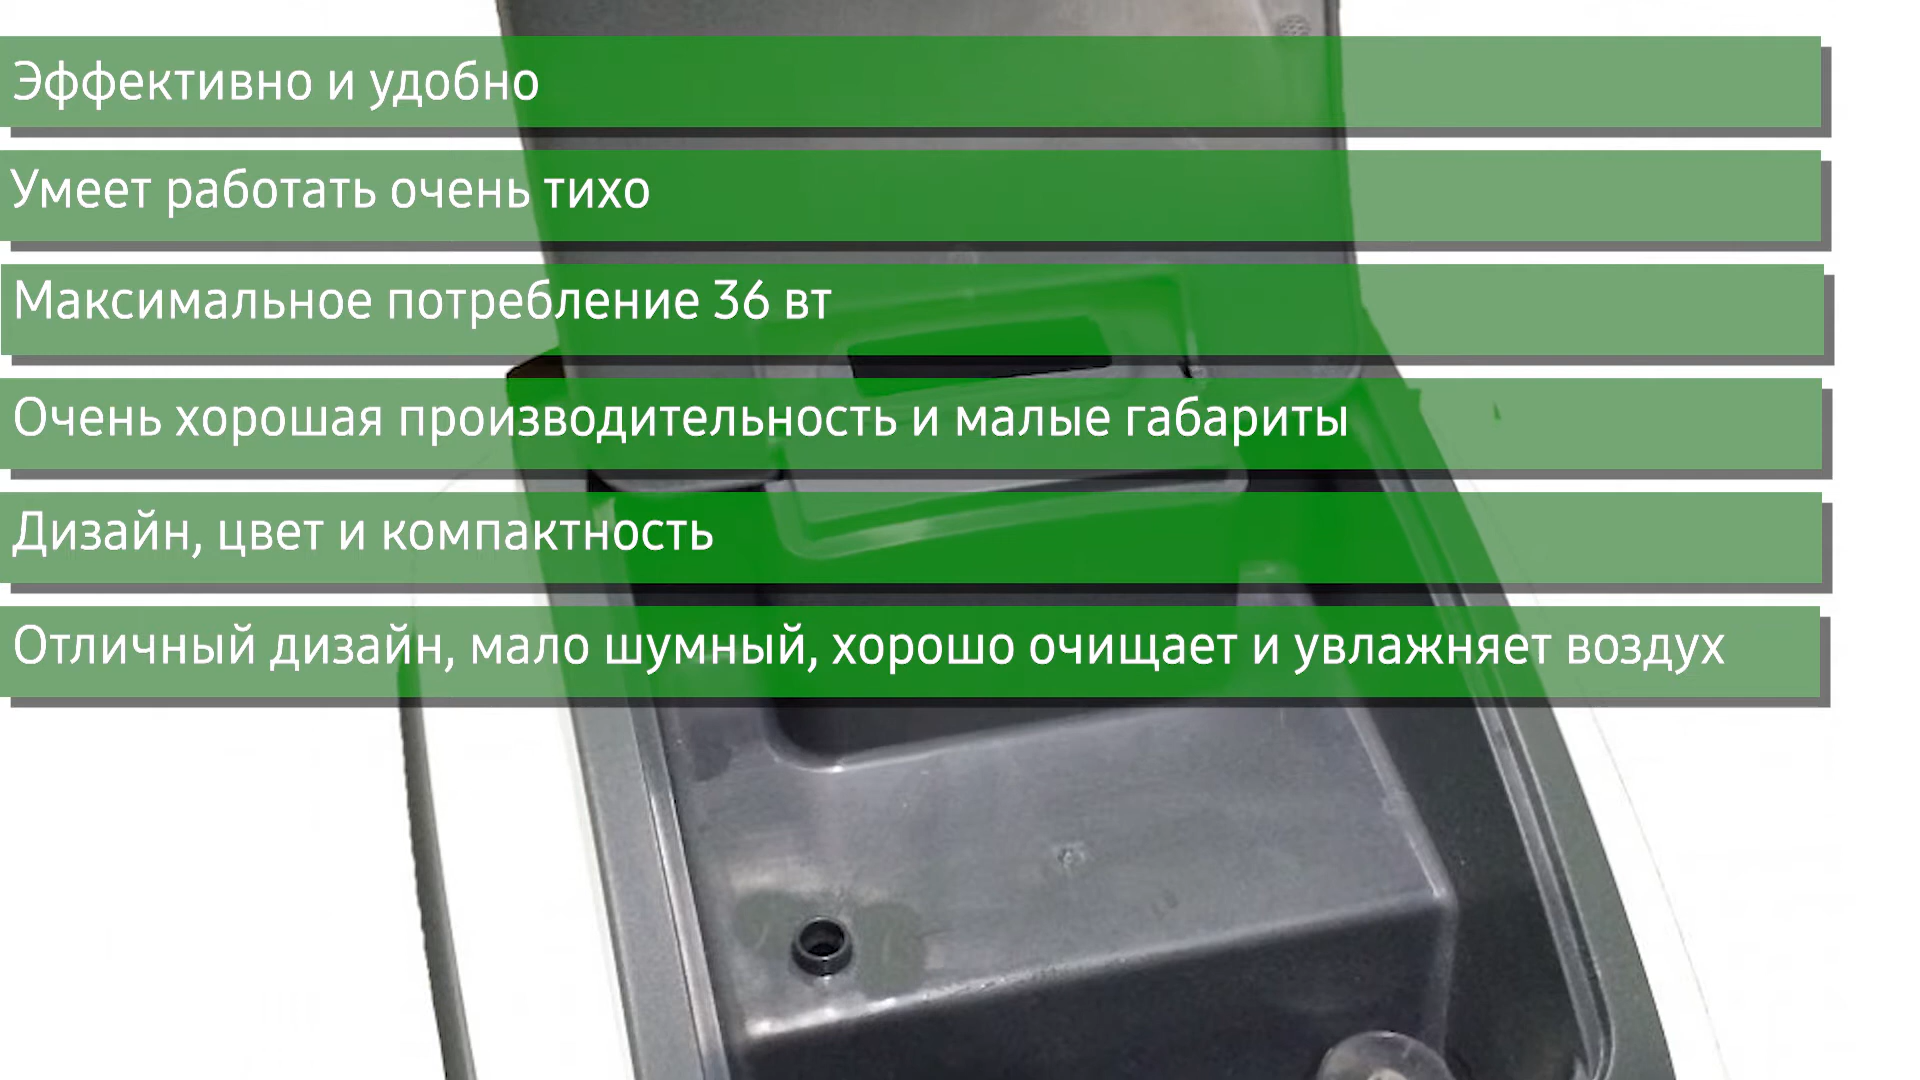 Эффективно и удобно
Умеет работать очень тихо
Максимальное потребление 36 вт
Очень хорошая производительность и малые габариты
Дизайн, цвет и компактность
Отличный дизайн, мало шумный, хорошо очищает и увлажняет воздух